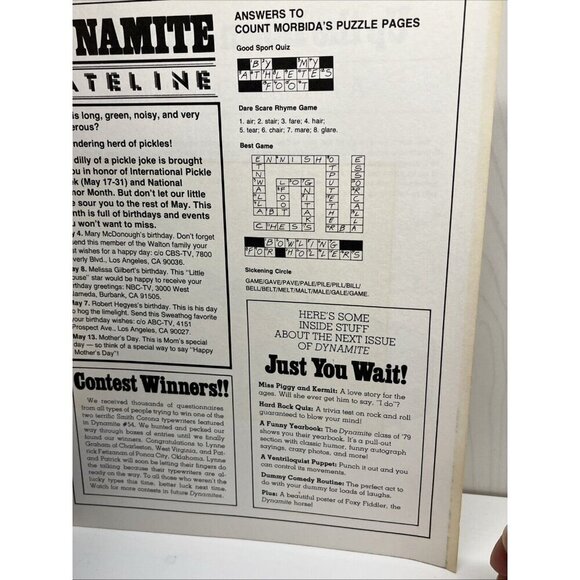 NAMITE
ATELINE
is long, green, noisy, and very
erous?
ndering herd of pickles!
dilly of a pickle joke is brought
u in honor of International Pickle
k (May 17-31) and National
or Month. But don't let our little
e sour you to the rest of May. This
nth is full of birthdays and events
u won't want to miss.
y 4. Mary McDonough's birthday. Don't forget
end this member of the Walton family your
st wishes for a happy day: c/o CBS-TV, 7800
verly Blvd., Los Angeles, CA 90036.
y 8. Melissa Gilbert's birthday. This "Little
ouse" star would be happy to receive your
thday greetings: NBC-TV, 3000 West
ameda, Burbank, CA 91505.
ay 7. Robert Hegyes's birthday. This is his day
o hog the limelight. Send this Sweathog favorite
our birthday wishes: c/o ABC-TV, 4151
Prospect Ave., Los Angeles, CA 90027.
May 13. Mother's Day. This is Mom's special
day — so think of a special way to say "Happy
Mother's Day"!
Contest Winners!!
We received thousands of questionnaires
from all types of people trying to win one of the
two terrific Smith Corona typewriters featured
in Dynamite #54. We hunted and pecked our
way through boxes of entries until we finally
found our winners. Congratulations to Lynne
Graham of Charleston, West Virginia, and Pat-
rick Fetizanan of Ponca City, Oklahoma. Lynne
and Patrick will soon be letting their fingers do
the talking because their typewriters are al-
ready on the way. To all those who weren't the
lucky types this time, better luck next time.
Watch for more contests in future Dynamites.
ANSWERS TO
COUNT MORBIDA'S PUZZLE PAGES
Good Sport Quiz
BY MY
ATHLETES
FOOT
Dare Scare Rhyme Game
1. air; 2. stair; 3. fare; 4. hair;
5. tear; 6. chair; 7. mare; 8. glare.
Best Game
BOWLING
FOR HOLLERS
Sickening Circle
GAME/GAVE/PAVE/PALE/PILE/PILL/BILL/
BELL/BELT/MELT/MALT/MALE/GALE/GAME.
HERE'S SOME
INSIDE STUFF
ABOUT THE NEXT ISSUE
OF DYNAMITE
Just You Wait!
Miss Piggy and Kermit: A love story for the
ages. Will she ever get him to say, "I do"?
Hard Rock Quiz: A trivia test on rock and roll
guaranteed to blow your mind!
A Funny Yearbook: The Dynamite class of '79
shows you their yearbook. It's a pull-out
section with classic humor, funny autograph
sayings, crazy photos, and more!
A Ventriloquist Puppet: Punch it out and you
can control its movements.
Dummy Comedy Routine: The perfect act to
do with your dummy for loads of laughs.
Plus: A beautiful poster of Foxy Fiddler, the
Dynamite horse!